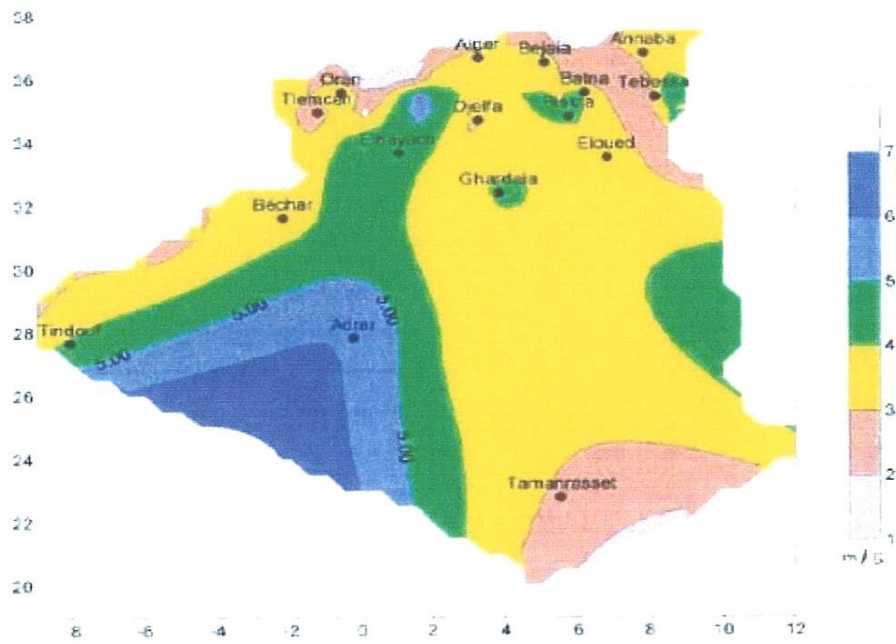 38
Alger
Bejaia
Annaba
36
Oran
Batna
Tebessa
Tlemcen
Djelfa
Biskra
34
Elbayadh
Eloued
Ghardaia
32
Bechar
30
5.00
5.00
28
Tindouf
Adrar
5.00
26
24
5.00
Tamanrasset
22
20
-8 -6 -4 -2 0 2 4 6 8 10 12
7
6
5
4
3
2
1
m/s